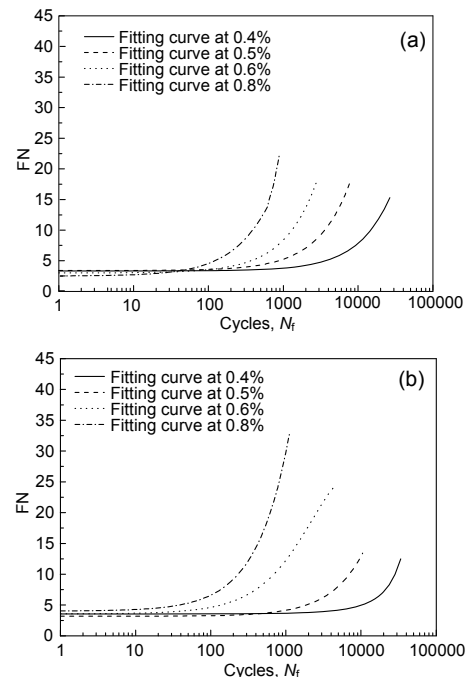 (a)
Fitting curve at 0.4%
Fitting curve at 0.5%
Fitting curve at 0.6%
Fitting curve at 0.8%
45
40
35
30
25
20
15
10
5
0
FN
1 10 100 1000 10000 100000
Cycles, Nf
(b)
Fitting curve at 0.4%
Fitting curve at 0.5%
Fitting curve at 0.6%
Fitting curve at 0.8%
45
40
35
30
25
20
15
10
5
0
FN
1 10 100 1000 10000 100000
Cycles, Nf